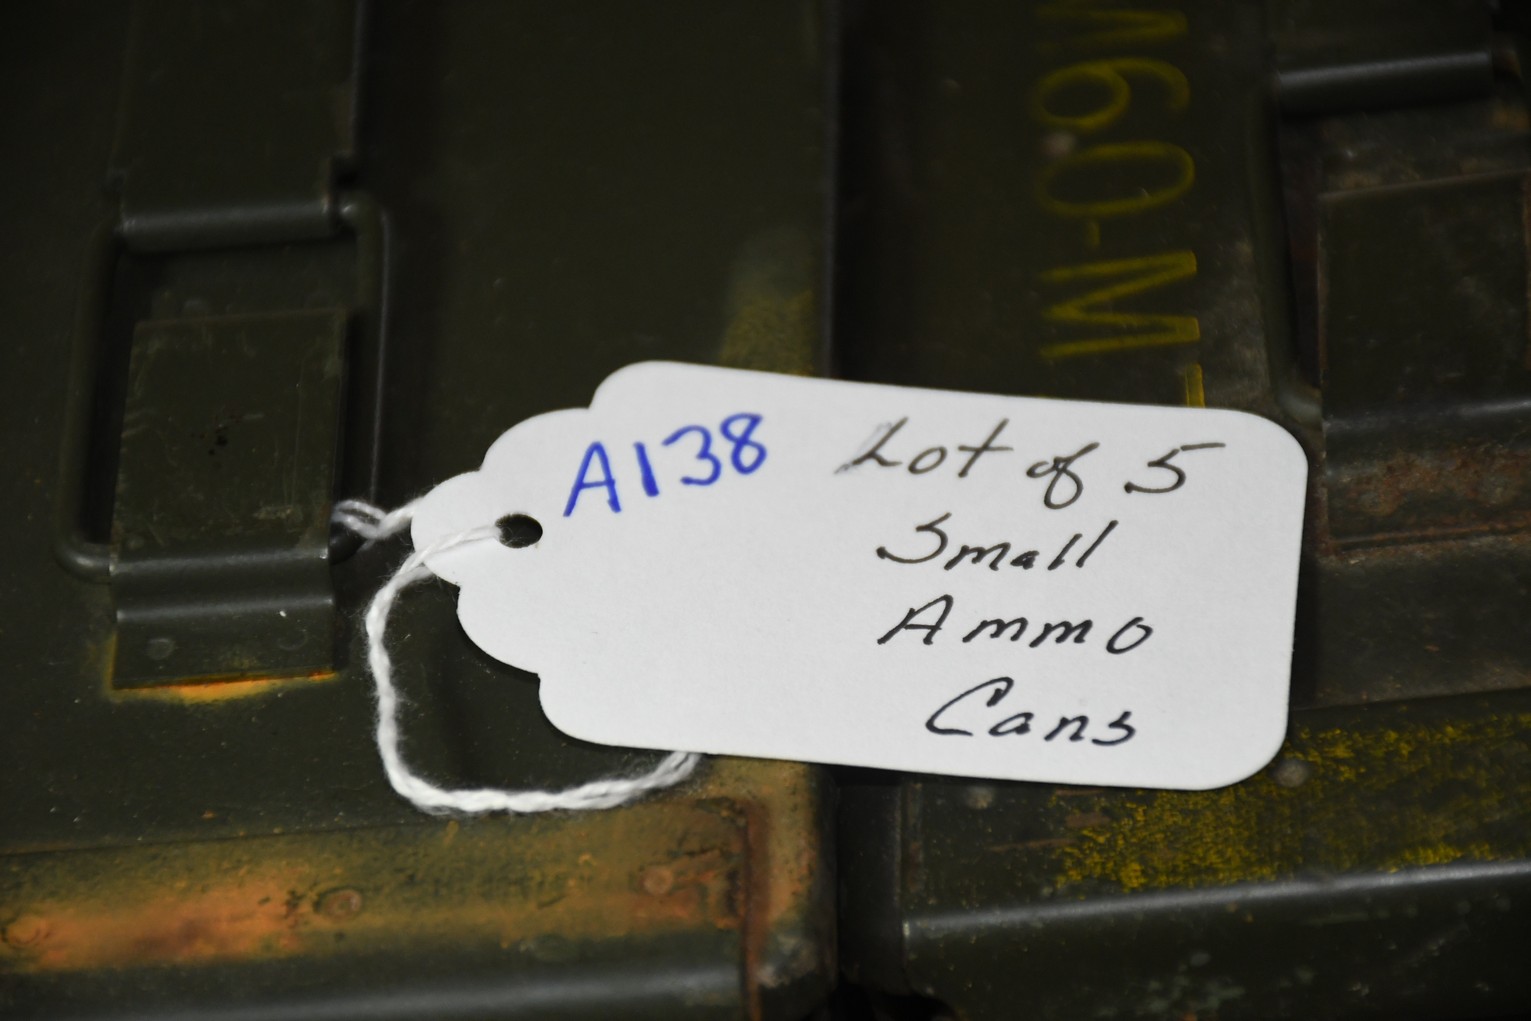 A138 Lot of 5
Small
Ammo
Cans
M60-M